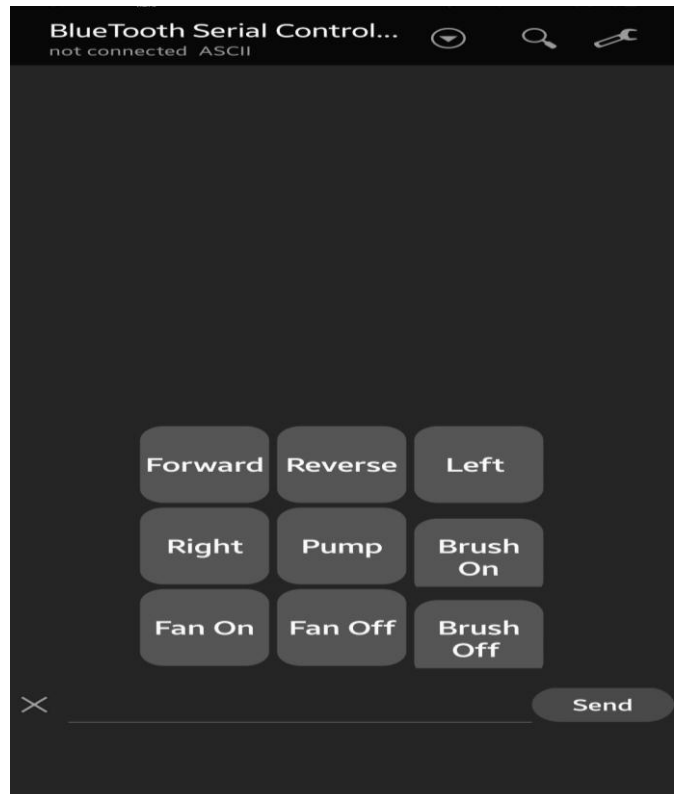 BlueTooth Serial Control...
not connected ASCII
Forward Reverse Left
Right Pump Brush On
Fan On Fan Off Brush Off
Send